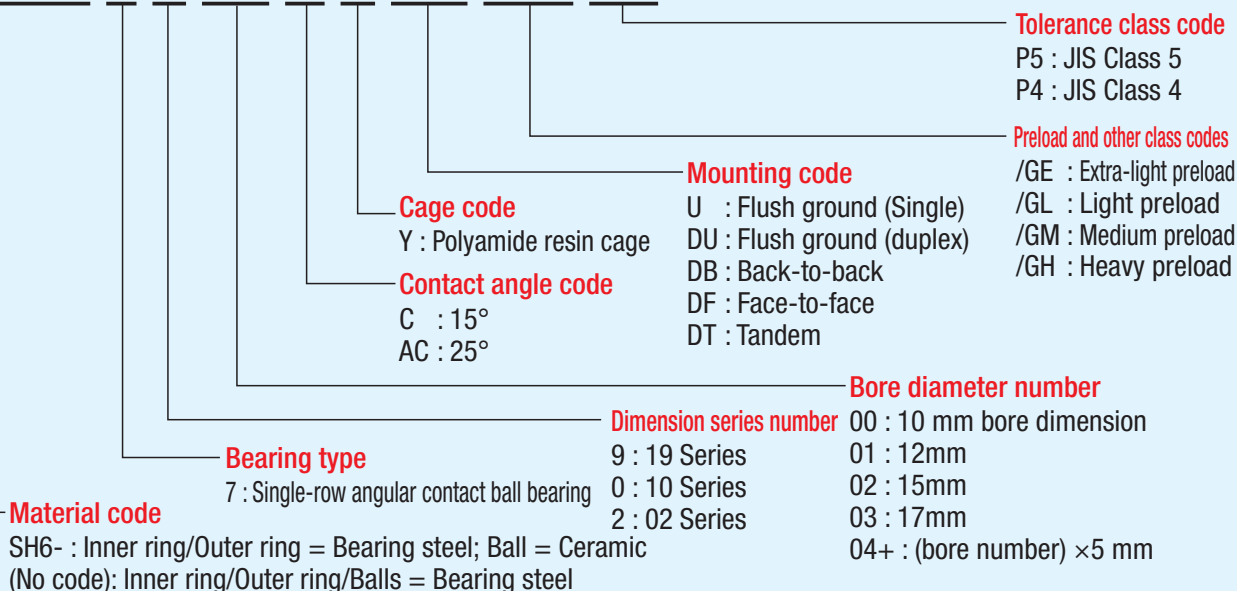 Tolerance class code
P5 : JIS Class 5
P4 : JIS Class 4
Preload and other class codes
/GE : Extra-light preload
/GL : Light preload
/GM : Medium preload
/GH : Heavy preload
Mounting code
U : Flush ground (Single)
DU : Flush ground (duplex)
DB : Back-to-back
DF : Face-to-face
DT : Tandem
Cage code
Y : Polyamide resin cage
Contact angle code
C : 15°
AC : 25°
Bore diameter number
00 : 10 mm bore dimension
01 : 12mm
02 : 15mm
03 : 17mm
04+ : (bore number) ×5 mm
Dimension series number
9 : 19 Series
0 : 10 Series
2 : 02 Series
Bearing type
7 : Single-row angular contact ball bearing
Material code
SH6- : Inner ring/Outer ring = Bearing steel; Ball = Ceramic
(No code): Inner ring/Outer ring/Balls = Bearing steel